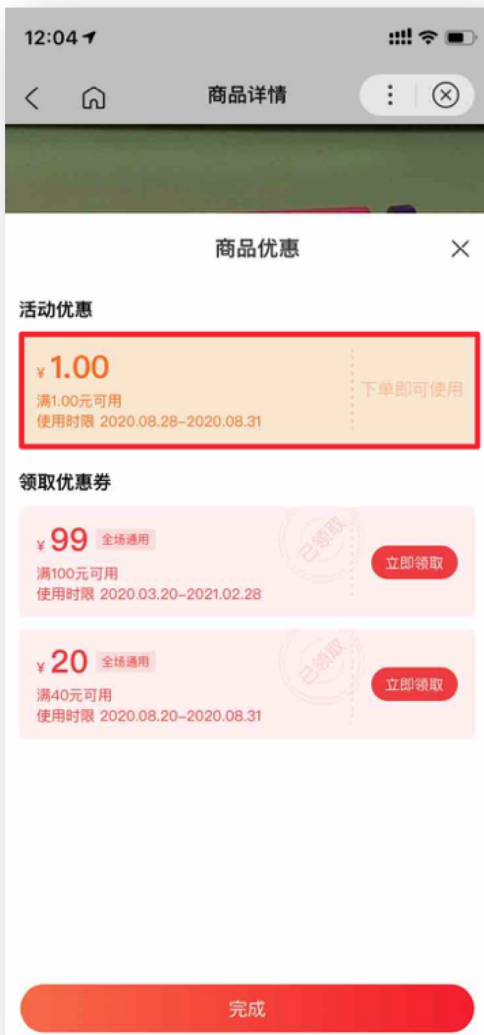 12:04
商品详情
商品优惠
活动优惠
¥1.00
满1.00元可用
使用时限 2020.08.28-2020.08.31
下单即可使用
领取优惠券
¥99 全场通用
满100元可用
使用时限 2020.03.20-2021.02.28
已领取
立即领取
¥20 全场通用
满40元可用
使用时限 2020.08.20-2020.08.31
已领取
立即领取
完成